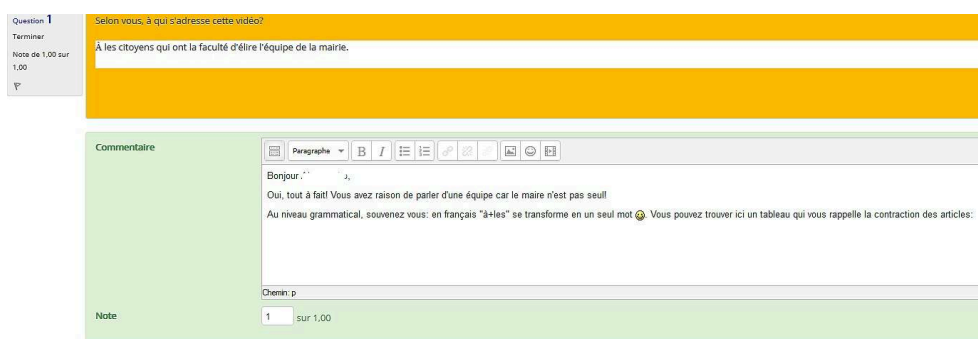 Question 1
Terminer
Note de 1,00 sur
1,00
Selon vous, à qui s'adresse cette vidéo?
À les citoyens qui ont la faculté d'élire l'équipe de la mairie.
Commentaire
Paragraphe
B I
Bonjour
Oui, tout à fait! Vous avez raison de parler d'une équipe car le maire n'est pas seul!
Au niveau grammatical, souvenez vous: en français "à+les" se transforme en un seul mot. Vous pouvez trouver ici un tableau qui vous rappelle la contraction des articles:
Chemin: p
Note
1 sur 1,00